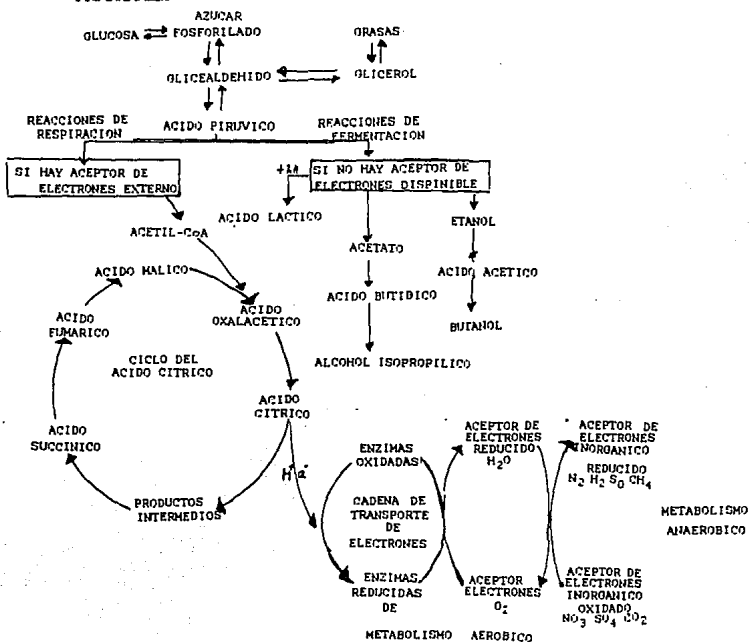 AZUCAR
GLUCOSA
FOSFORILADO
GRASAS
GLICEALDEHIDO
GLICEROL
REACCIONES DE
RESPIRACION
ACIDO PIRUVICO
REACCIONES DE
FERMENTACION
SI HAY ACEPTOR DE
ELECTRONES EXTERNO
SI NO HAY ACEPTOR DE
ELECTRONES DISPINIBLE
ACETIL-CoA
ACIDO LACTICO
ACETATO
ETANOL
ACIDO ACETICO
ACIDO BUTIDICO
BUTANOL
ALCOHOL ISOPROPILICO
ACIDO MALICO
ACIDO
OXALACETICO
ACIDO
FUMARICO
CICLO DEL
ACIDO CITRICO
ACIDO
CITRICO
ACIDO
SUCCINICO
PRODUCTOS
INTERMEDIOS
ENZIMAS
OXIDADAS
CADENA DE
TRANSPORTE
DE
ELECTRONES
ENZIMAS
REDUCIDAS
DE
ACEPTOR DE
ELECTRONES
REDUCIDO
H2O
ACEPTOR
ELECTRONES
O2
ACEPTOR DE
ELECTRONES
INORGANICO
REDUCIDO
N2 H2 S0 CH4
ACEPTOR DE
ELECTRONES
INORGANICO
OXIDADO
NO3 SO4 CO2
METABOLISMO
ANAEROBICO
METABOLISMO AEROBICO